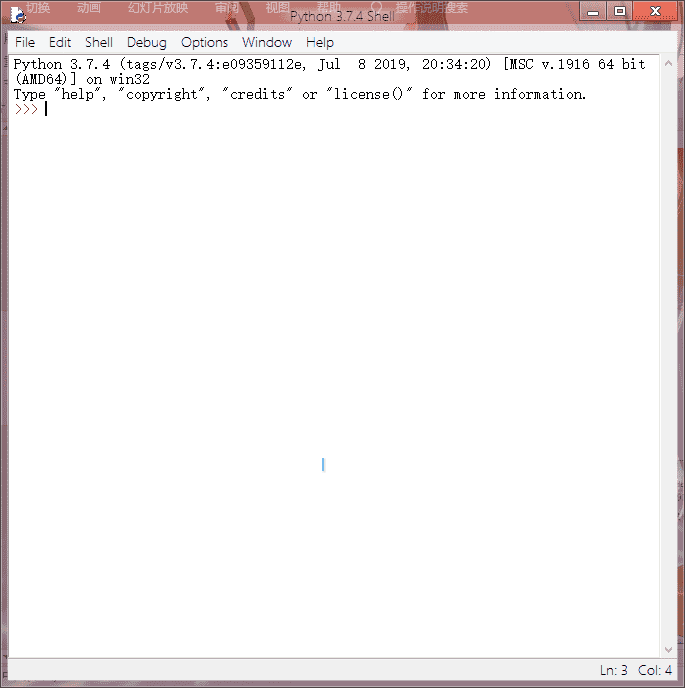 切换 动画 幻灯片放映 审阅 视图 帮助 操作说明搜索
Python 3.7.4 Shell
File Edit Shell Debug Options Window Help
Python 3.7.4 (tags/v3.7.4:e09359112e, Jul  8 2019, 20:34:20) [MSC v.1916 64 bit
(AMD64)] on win32
Type "help", "copyright", "credits" or "license()" for more information.
>>>
Ln: 3 Col: 4